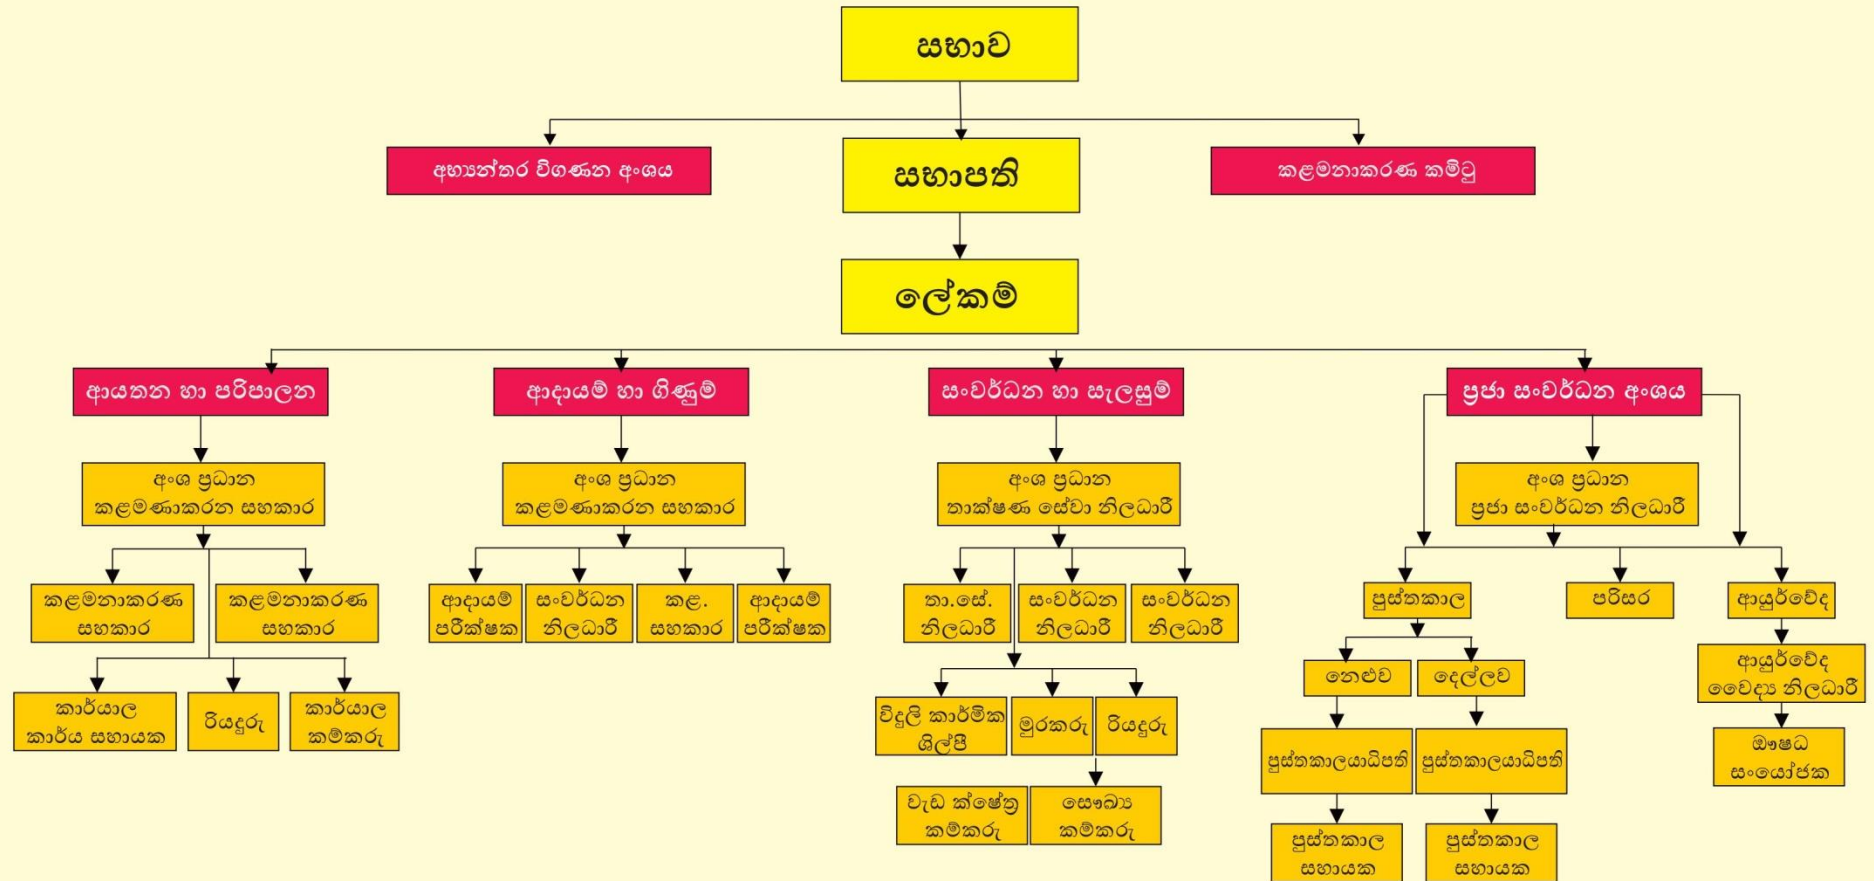 සභාව
අභ්‍යන්තර විගණන අංශය
සභාපති
කළමනාකරණ කමිටු
ලේකම්
ආයතන හා පරිපාලන
ආදායම් හා ගිණුම්
සංවර්ධන හා සැලසුම්
ප්‍රජා සංවර්ධන අංශය
අංශ ප්‍රධාන
කළමණාකරන සහකාර
අංශ ප්‍රධාන
කළමණාකරන සහකාර
අංශ ප්‍රධාන
තාක්ෂණ සේවා නිලධාරී
අංශ ප්‍රධාන
ප්‍රජා සංවර්ධන නිලධාරී
කළමනාකරණ
සහකාර
කළමනාකරණ
සහකාර
ආදායම්
පරීක්ෂක
සංවර්ධන
නිලධාරී
කළ.
සහකාර
ආදායම්
පරීක්ෂක
තා.සේ.
නිලධාරී
සංවර්ධන
නිලධාරී
සංවර්ධන
නිලධාරී
පුස්තකාල
පරිසර
ආයුර්වේද
කාර්යාල
කාර්ය සහායක
රියදුරු
කාර්යාල
කම්කරු
විදුලි කාර්මික
ශිල්පී
මුරකරු
රියදුරු
නෙළුව
දෙල්ලව
ආයුර්වේද
වෛද්‍ය නිලධාරී
පුස්තකාලයාධිපති
පුස්තකාලයාධිපති
ඖෂධ
සංයෝජක
වැඩ ක්ෂේත්‍ර
කම්කරු
සෞඛ්‍ය
කම්කරු
පුස්තකාල
සහායක
පුස්තකාල
සහායක